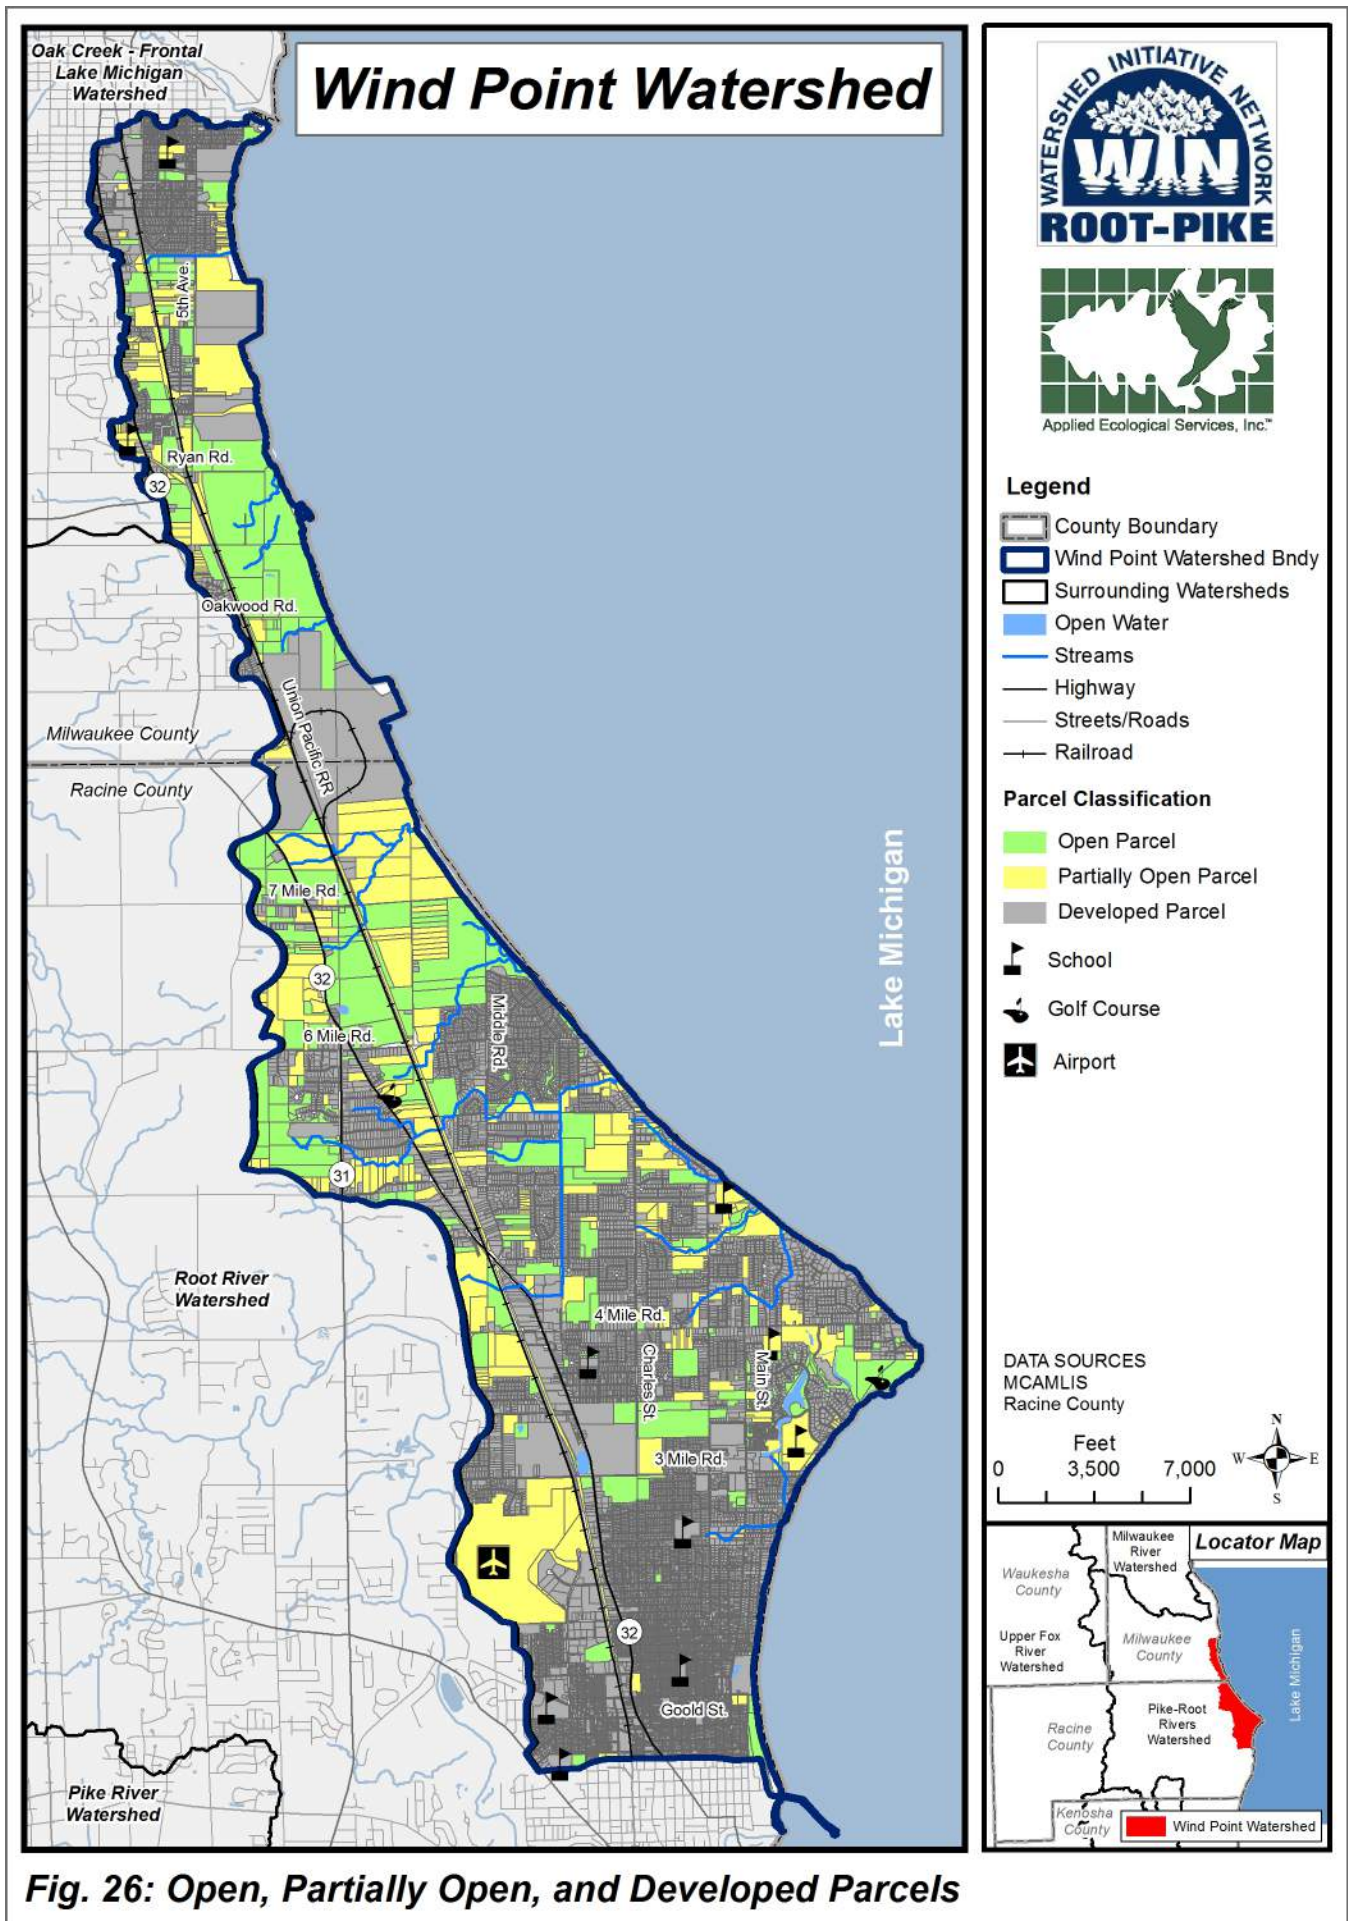 Wind Point Watershed
Oak Creek - Frontal
Lake Michigan
Watershed
5th Ave.
Ryan Rd.
32
Oakwood Rd.
Union Pacific RR
Milwaukee County
Racine County
7 Mile Rd.
32
6 Mile Rd.
Middle Rd.
31
Lake Michigan
Root River
Watershed
4 Mile Rd.
Charles St.
Main St.
3 Mile Rd.
32
Goold St.
Pike River
Watershed
WATERSHED INITIATIVE NETWORK
WIN
ROOT-PIKE
Applied Ecological Services, Inc.™
Legend
County Boundary
Wind Point Watershed Bndy
Surrounding Watersheds
Open Water
Streams
Highway
Streets/Roads
Railroad
Parcel Classification
Open Parcel
Partially Open Parcel
Developed Parcel
School
Golf Course
Airport
DATA SOURCES
MCAMLIS
Racine County
Feet
0 3,500 7,000
N
W E
S
Locator Map
Milwaukee
River
Watershed
Waukesha
County
Upper Fox
River
Watershed
Milwaukee
County
Lake Michigan
Pike-Root
Rivers
Watershed
Racine
County
Kenosha
County
Wind Point Watershed
Fig. 26: Open, Partially Open, and Developed Parcels